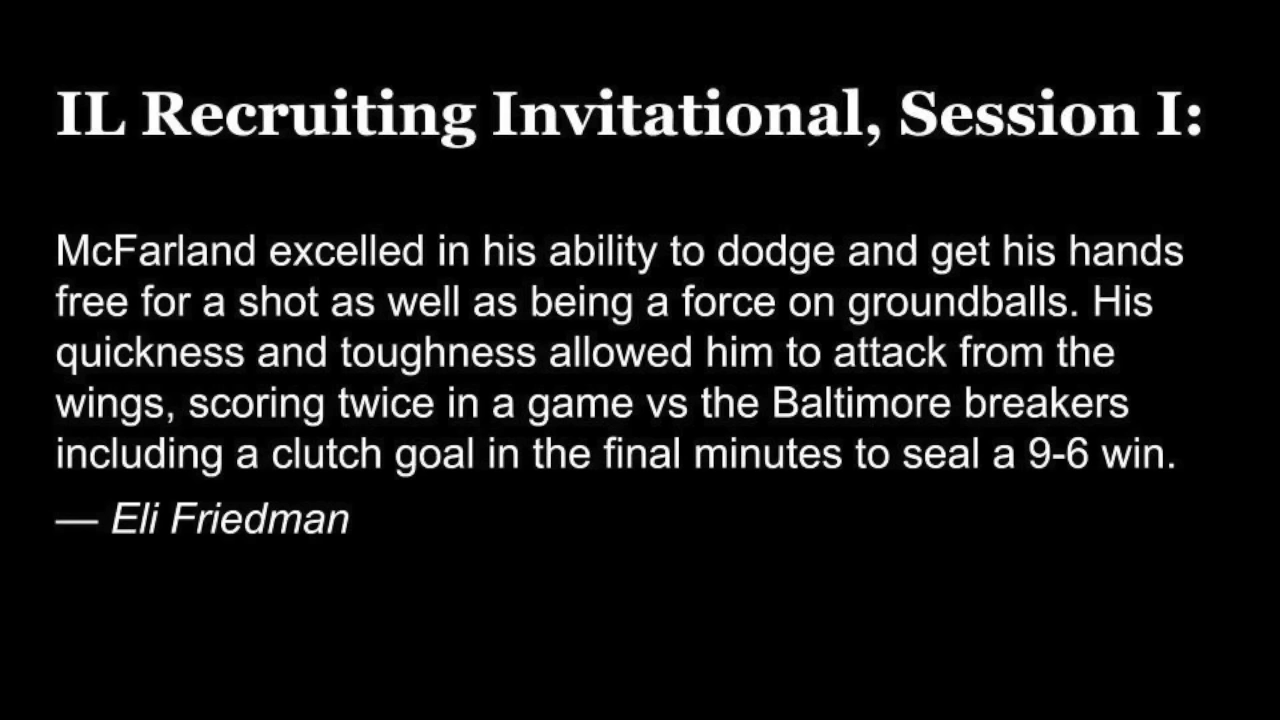 IL Recruiting Invitational, Session I:
McFarland excelled in his ability to dodge and get his hands
free for a shot as well as being a force on groundballs. His
quickness and toughness allowed him to attack from the
wings, scoring twice in a game vs the Baltimore breakers
including a clutch goal in the final minutes to seal a 9-6 win.
— Eli Friedman